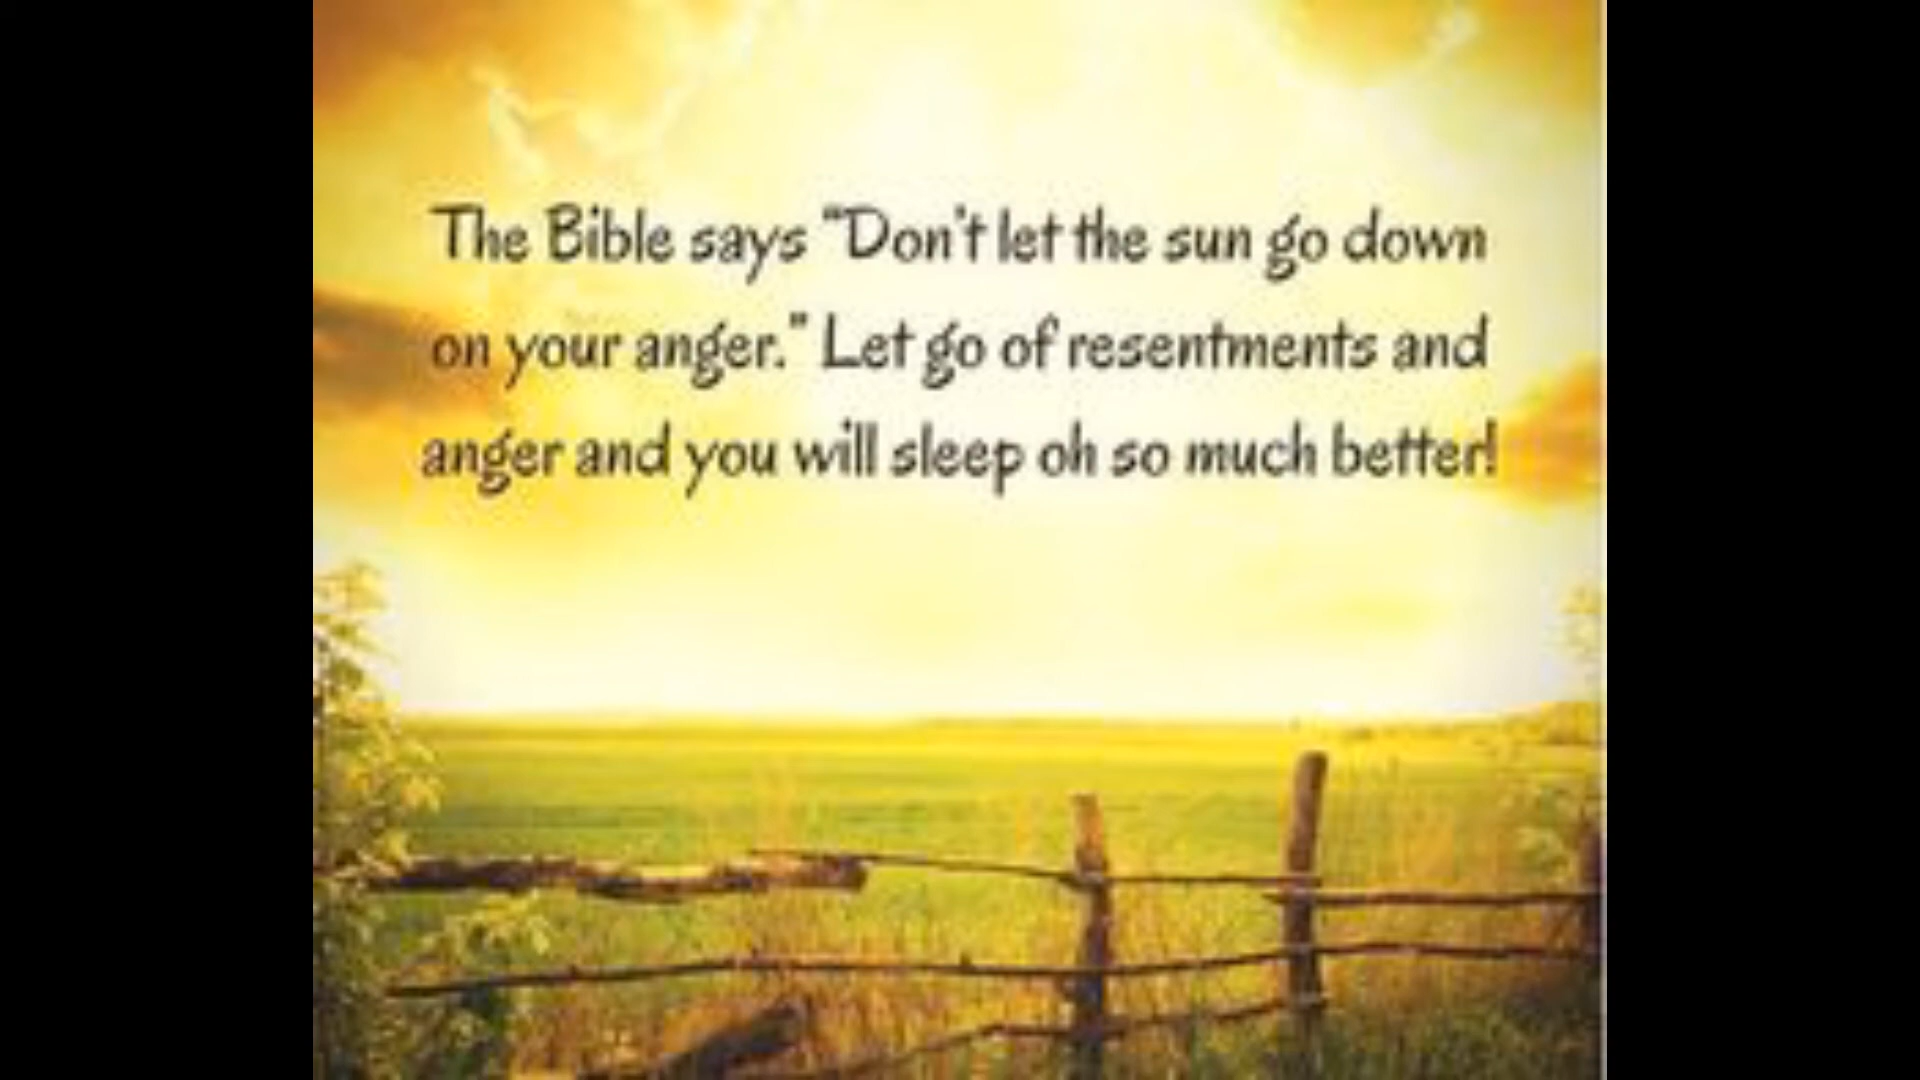 The Bible says "Don't let the sun go down
on your anger." Let go of resentments and
anger and you will sleep oh so much better!